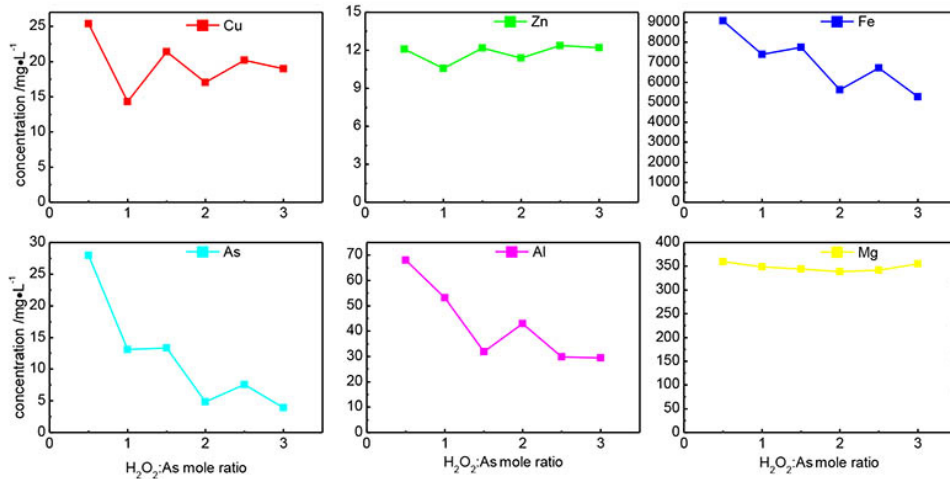 Cu
Zn
Fe
concentration /mg•L⁻¹
25
20
15
10
5
0
0 1 2 3
15
12
9
6
3
0
0 1 2 3
9000
8000
7000
6000
5000
4000
3000
2000
1000
0
0 1 2 3
As
Al
Mg
concentration /mg•L⁻¹
30
25
20
15
10
5
0
0 1 2 3
H₂O₂:As mole ratio
70
60
50
40
30
20
10
0
0 1 2 3
H₂O₂:As mole ratio
400
350
300
250
200
150
100
50
0
0 1 2 3
H₂O₂:As mole ratio